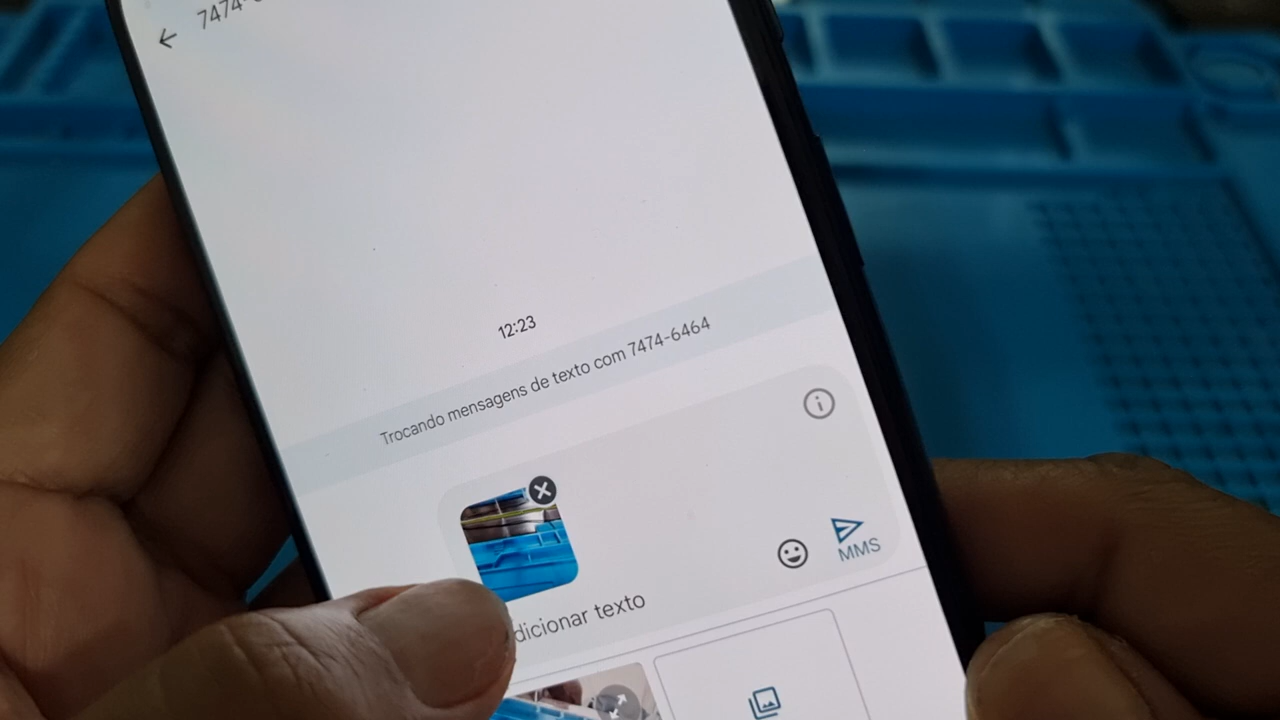 7474-
12:23
Trocando mensagens de texto com 7474-6464
MMS
dicionar texto